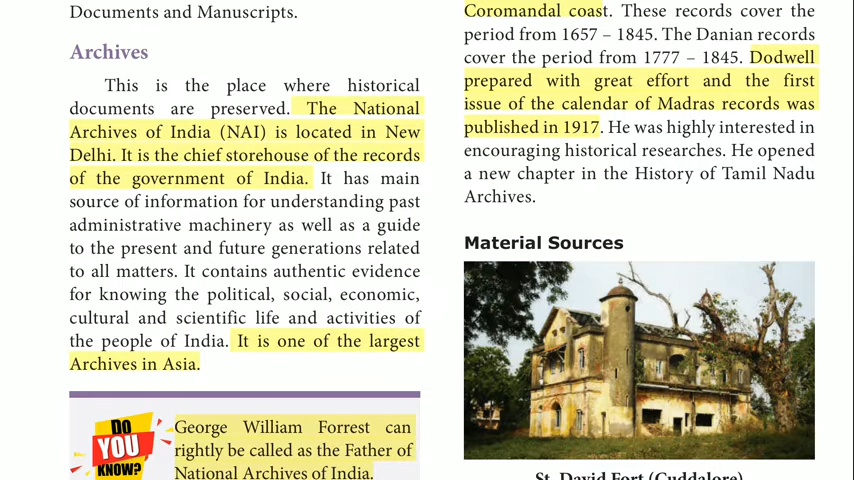 Documents and Manuscripts.
Archives
This is the place where historical
documents are preserved. The National
Archives of India (NAI) is located in New
Delhi. It is the chief storehouse of the records
of the government of India. It has main
source of information for understanding past
administrative machinery as well as a guide
to the present and future generations related
to all matters. It contains authentic evidence
for knowing the political, social, economic,
cultural and scientific life and activities of
the people of India. It is one of the largest
Archives in Asia.
DO
YOU
KNOW?
George William Forrest can
rightly be called as the Father of
National Archives of India.
Coromandal coast. These records cover the
period from 1657 – 1845. The Danian records
cover the period from 1777 – 1845. Dodwell
prepared with great effort and the first
issue of the calendar of Madras records was
published in 1917. He was highly interested in
encouraging historical researches. He opened
a new chapter in the History of Tamil Nadu
Archives.
Material Sources
St. David Fort (Cuddalore)